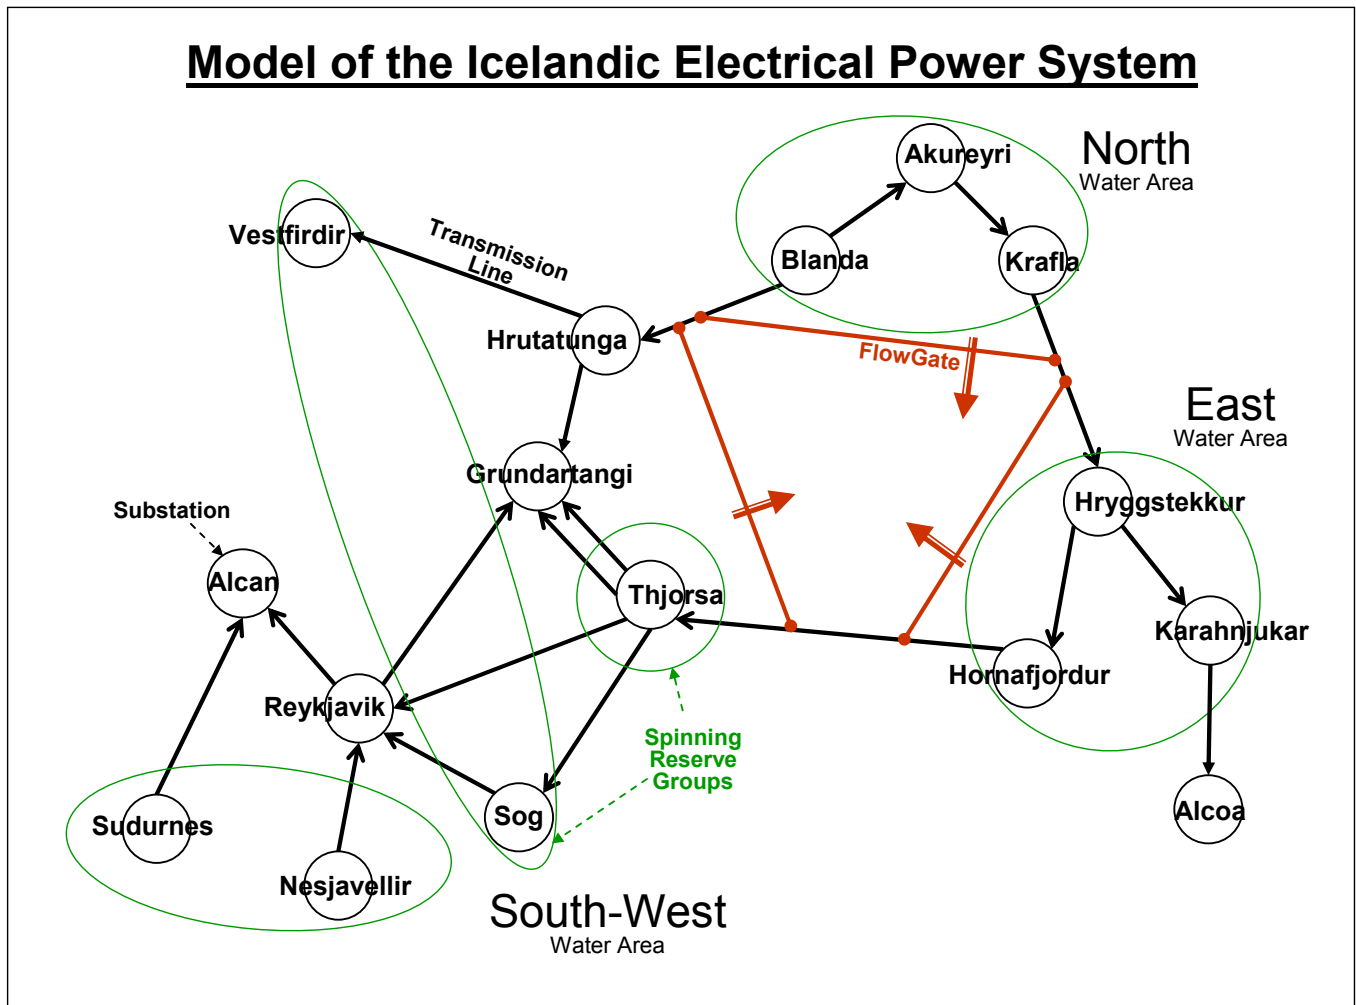 Model of the Icelandic Electrical Power System
Akureyri
North
Water Area
Vestfirdir
Transmission
Line
Blanda
Krafla
Hrutatunga
FlowGate
East
Water Area
Grundartangi
Hryggstekkur
Substation
Alcan
Thjorsa
Karahnjukar
Hornafjordur
Reykjavik
Spinning
Reserve
Groups
Sudurnes
Sog
Alcoa
Nesjavellir
South-West
Water Area